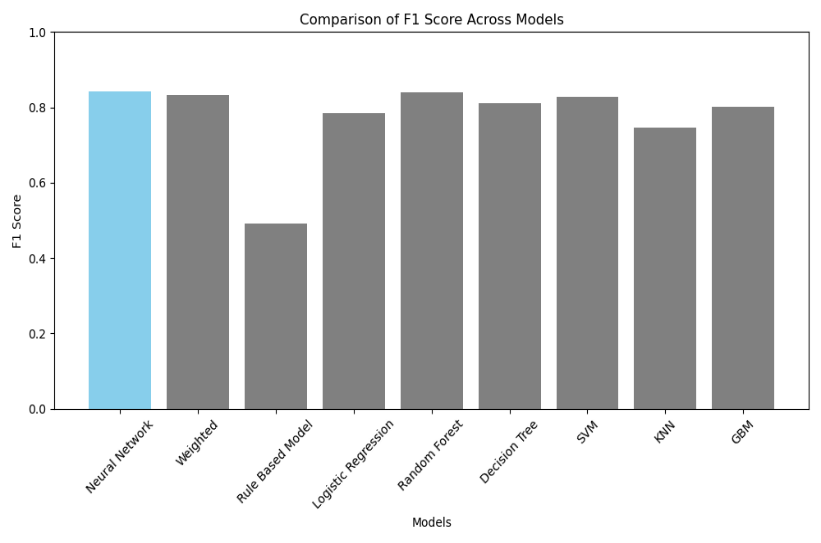 Comparison of F1 Score Across Models
1.0
0.8
0.6
0.4
0.2
0.0
F1 Score
Neural Network
Weighted
Rule Based Model
Logistic Regression
Random Forest
Decision Tree
SVM
KNN
GBM
Models